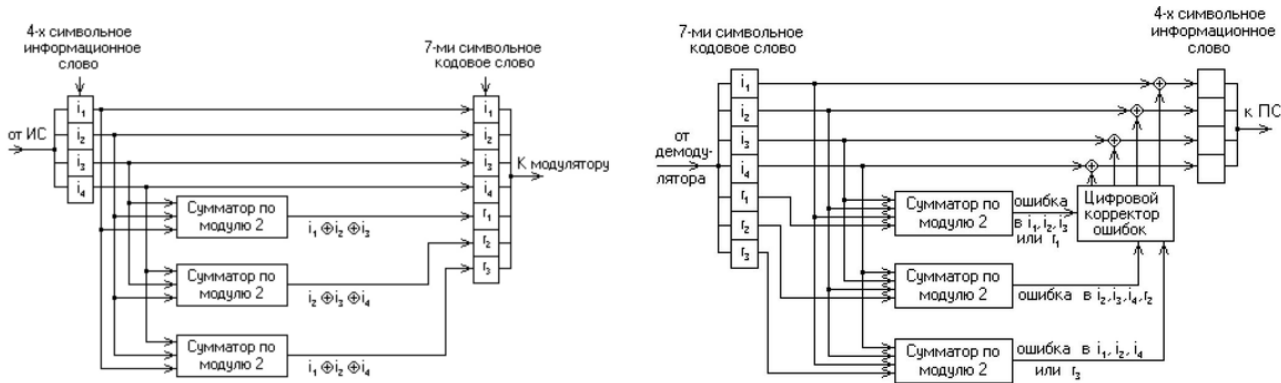 4-х символьное
информационное
слово
7-ми символьное
кодовое слово
от ИС
i₁
i₂
i₃
i₄
i₁
i₂
i₃
i₄
r₁
r₂
r₃
К модулятору
Сумматор по
модулю 2
i₁ ⊕i₂ ⊕i₃
Сумматор по
модулю 2
i₂ ⊕i₃ ⊕i₄
Сумматор по
модулю 2
i₁ ⊕i₂ ⊕i₄
7-ми символьное
кодовое слово
4-х символьное
информационное
слово
от
демоду-
лятора
i₁
i₂
i₃
i₄
r₁
r₂
r₃
к ПС
Сумматор по
модулю 2
ошибка
в i₁, i₂, i₃
или r₁
Цифровой
корректор
ошибок
Сумматор по
модулю 2
ошибка в i₂, i₃, i₄, r₂
Сумматор по
модулю 2
ошибка в i₁, i₂, i₄
или r₃